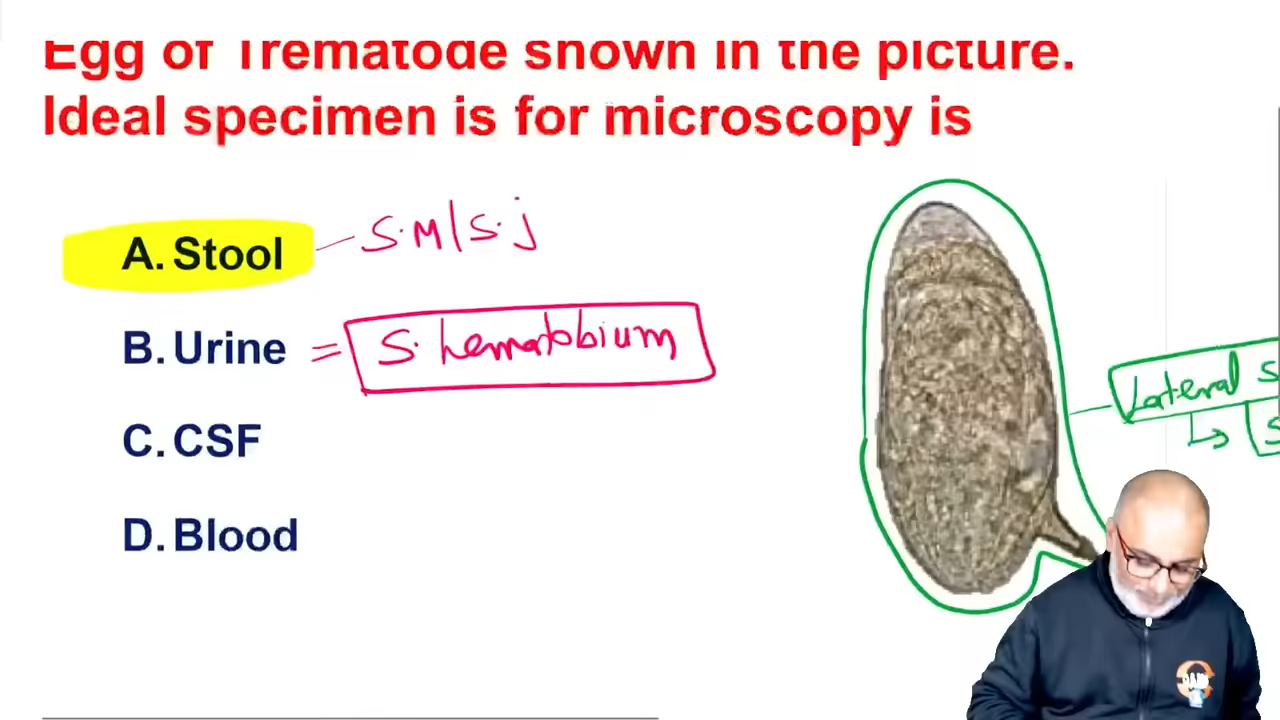 Egg of Trematode shown in the picture.
Ideal specimen is for microscopy is
A. Stool – S.M/S.j
B. Urine = S. hematobium
C. CSF
D. Blood
Lateral S
↳ S